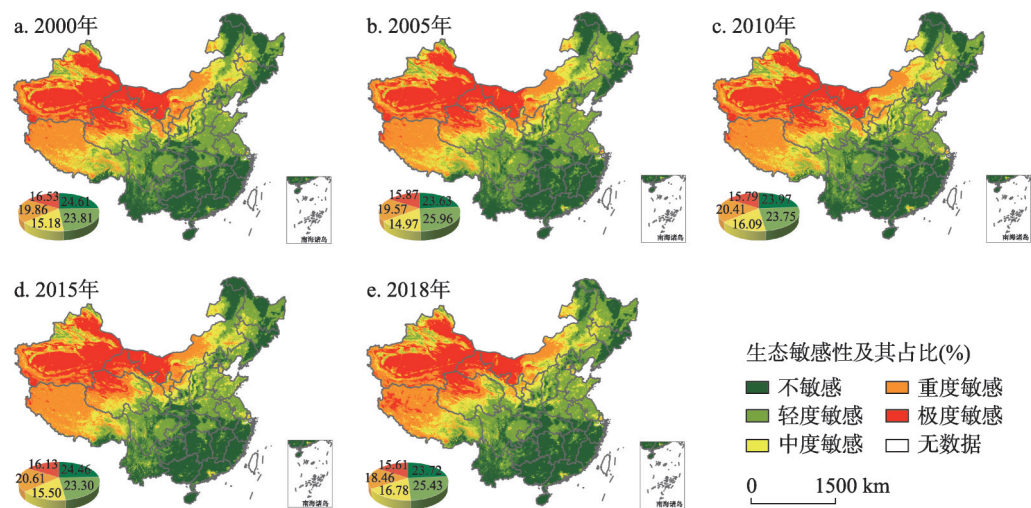 a. 2000年
16.53
24.61
19.86
15.18
23.81
南海诸岛
b. 2005年
15.87
23.63
19.57
14.97
25.96
南海诸岛
c. 2010年
15.79
23.97
20.41
16.09
23.75
南海诸岛
d. 2015年
16.13
24.46
20.61
15.50
23.30
南海诸岛
e. 2018年
15.61
23.72
18.46
16.78
25.43
南海诸岛
生态敏感性及其占比(%)
不敏感
重度敏感
轻度敏感
极度敏感
中度敏感
无数据
0 1500 km